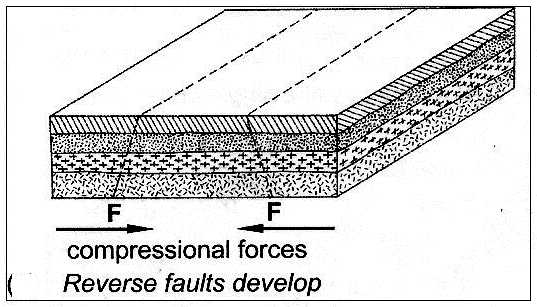 F F
compressional forces
( Reverse faults develop